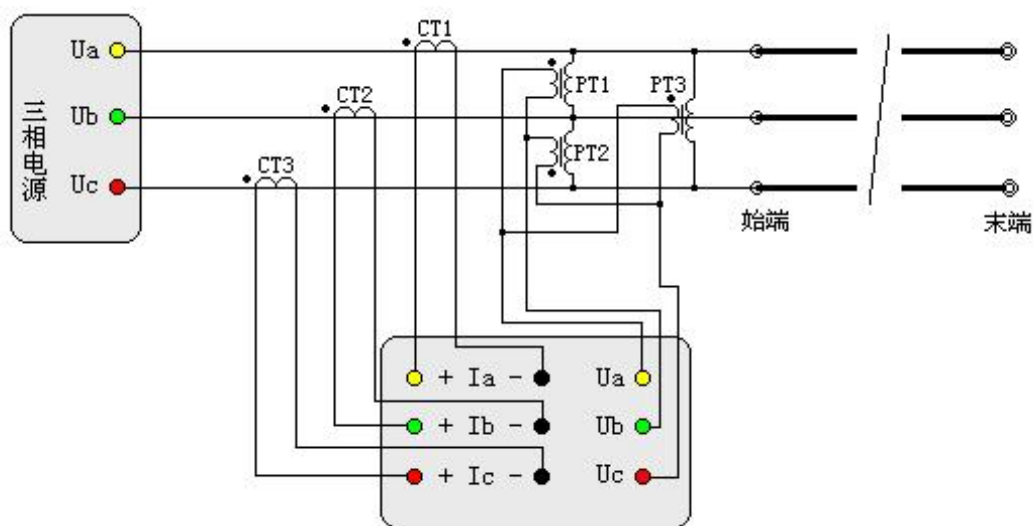 三相电源
Ua
Ub
Uc
CT1
CT2
CT3
PT1
PT2
PT3
始端
末端
+ Ia -
+ Ib -
+ Ic -
Ua
Ub
Uc